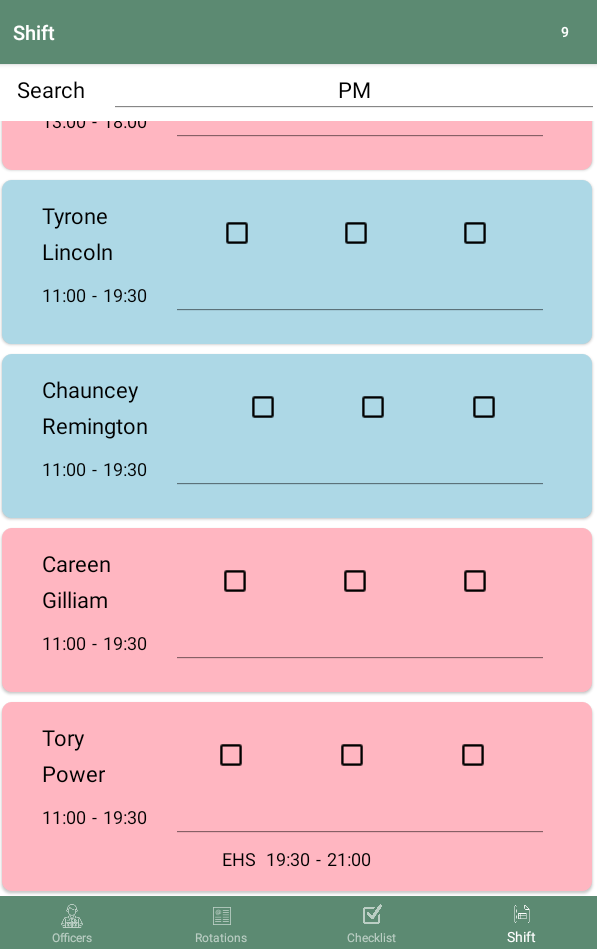 Shift 9
Search PM
13:00 - 18:00
Tyrone
Lincoln
11:00 - 19:30
Chauncey
Remington
11:00 - 19:30
Careen
Gilliam
11:00 - 19:30
Tory
Power
11:00 - 19:30
EHS 19:30 - 21:00
Officers Rotations Checklist Shift